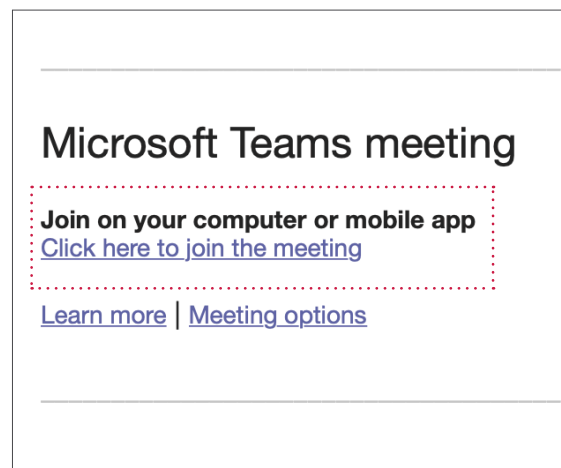 Microsoft Teams meeting
Join on your computer or mobile app
Click here to join the meeting
Learn more | Meeting options